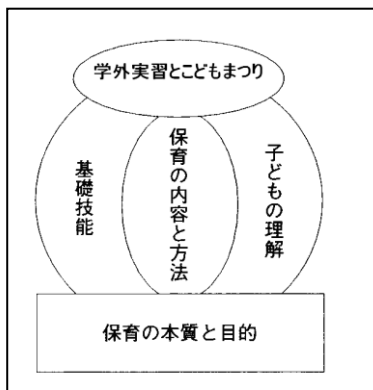 学外実習とこどもまつり
基礎技能
保育の内容と方法
子どもの理解
保育の本質と目的